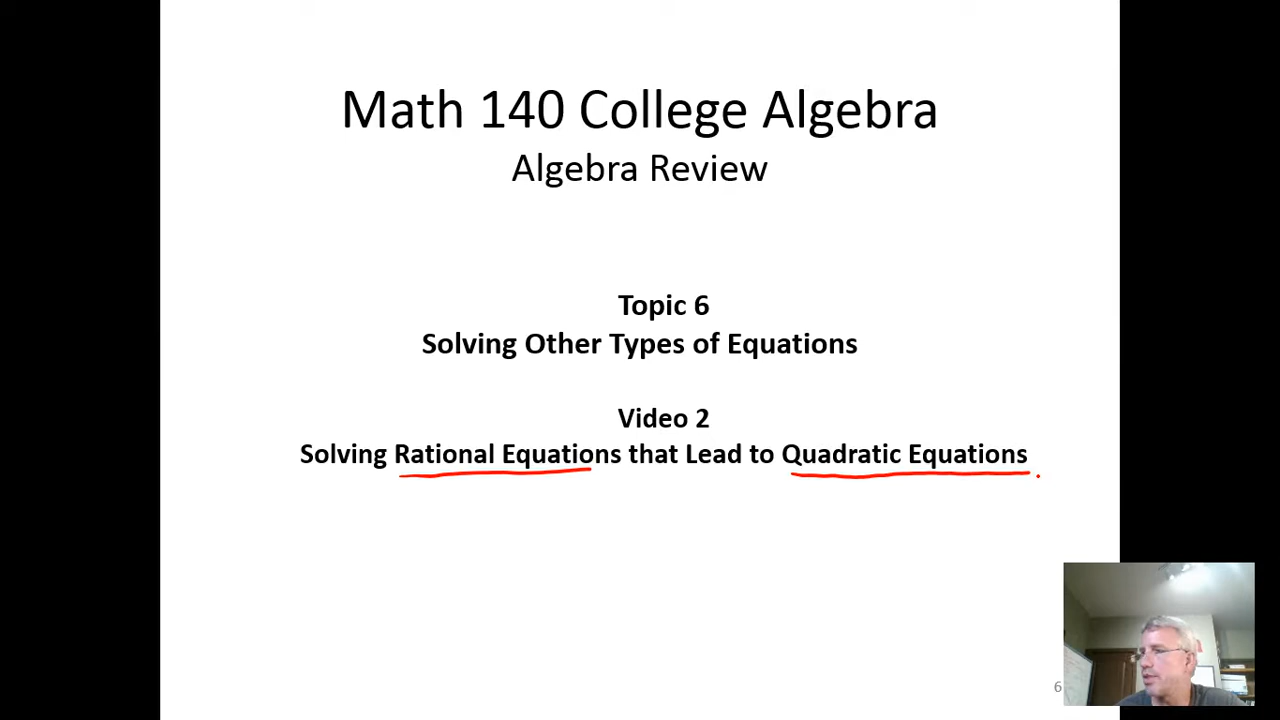 Math 140 College Algebra
Algebra Review
Topic 6
Solving Other Types of Equations
Video 2
Solving Rational Equations that Lead to Quadratic Equations
6